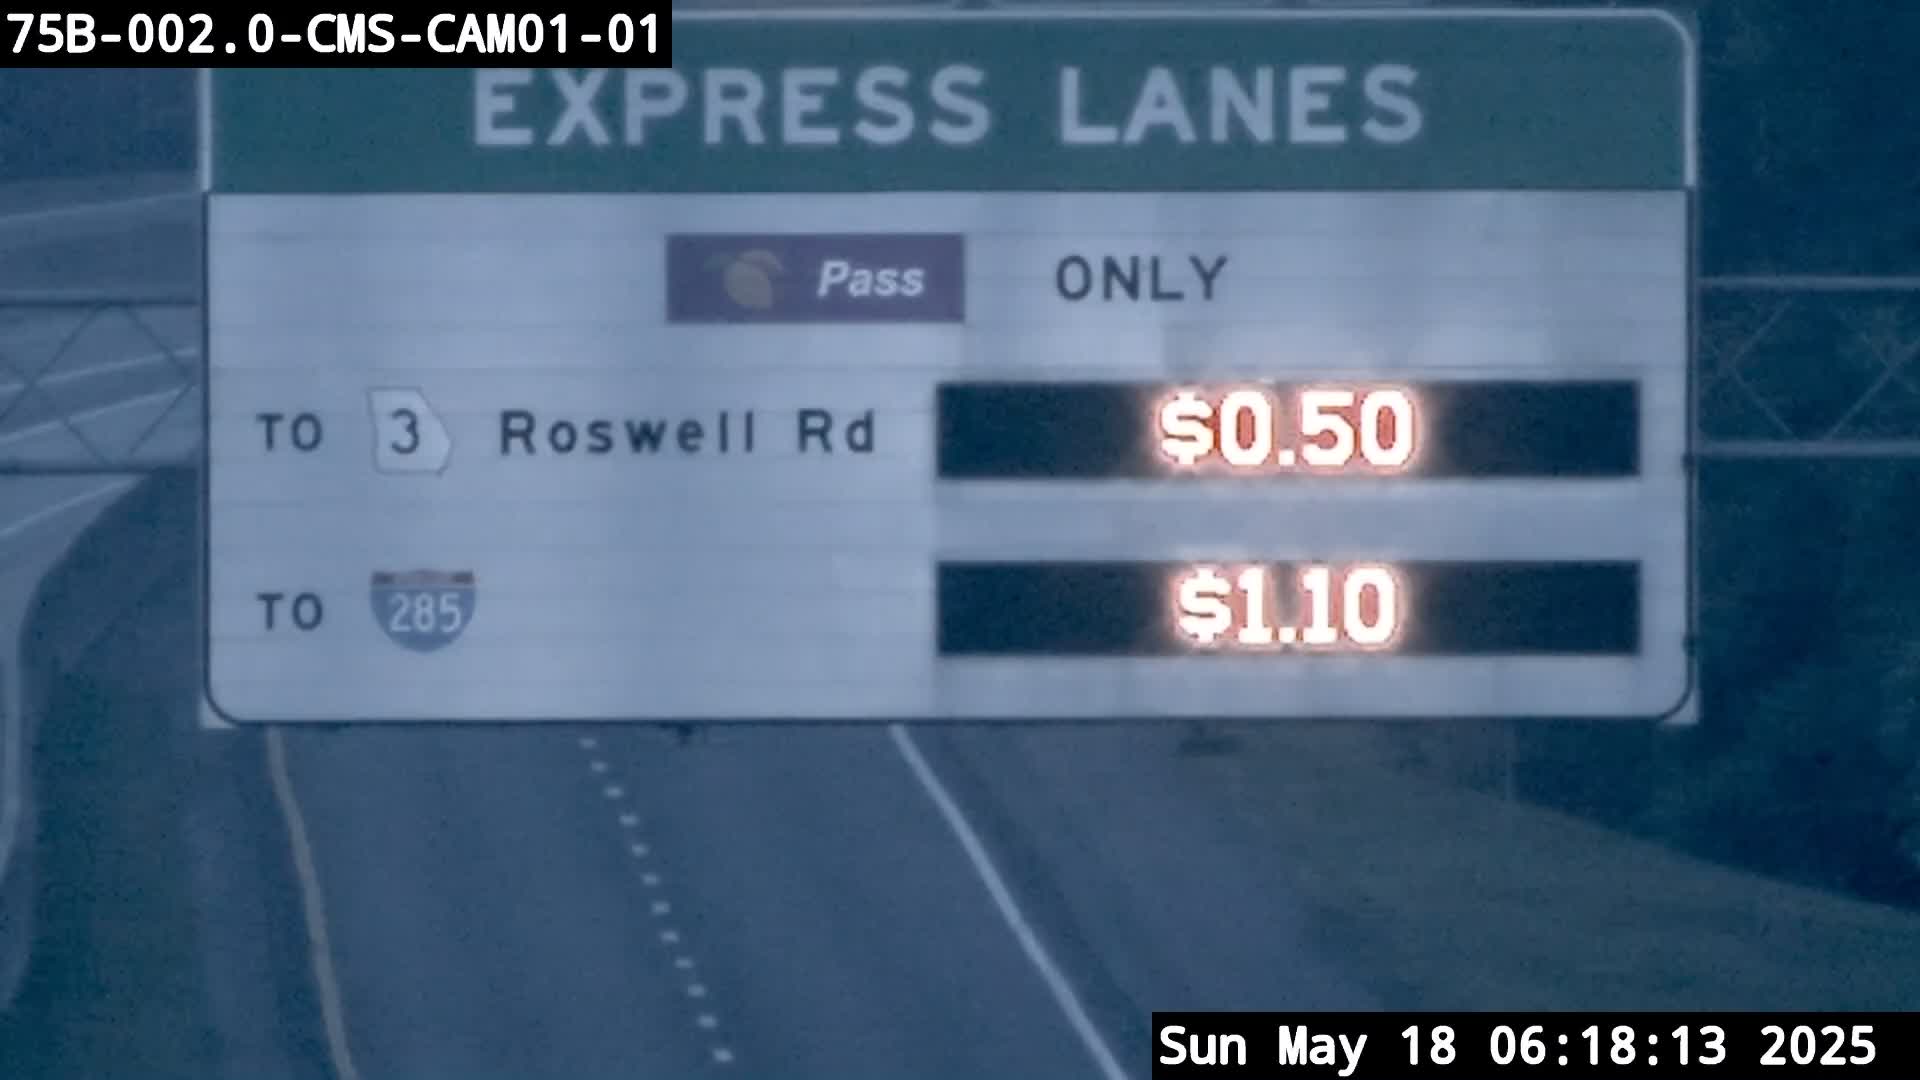 75B-002.0-CMS-CAM01-01
EXPRESS LANES
Pass ONLY
TO 3 Roswell Rd $0.50
TO 285 $1.10
Sun May 18 06:18:13 2025